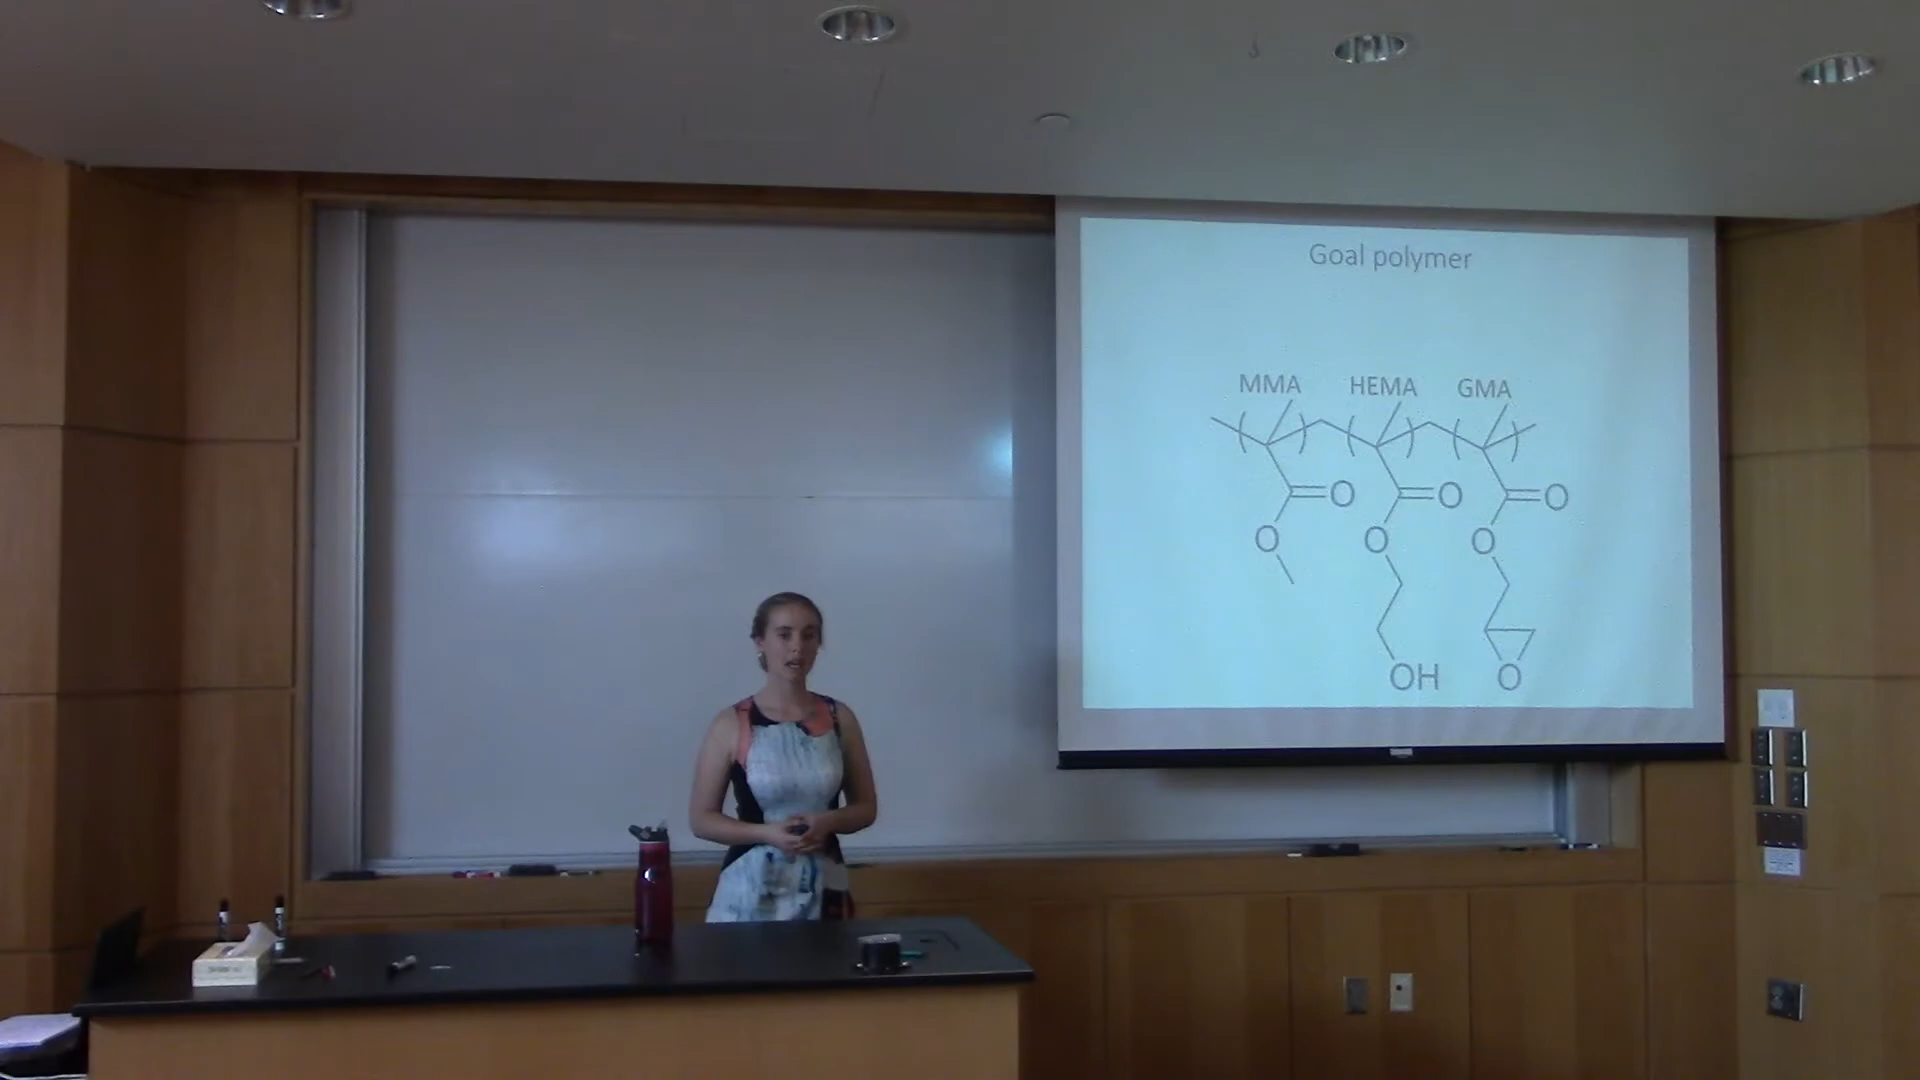 Goal polymer
MMA HEMA GMA
O O O
O O O
OH O